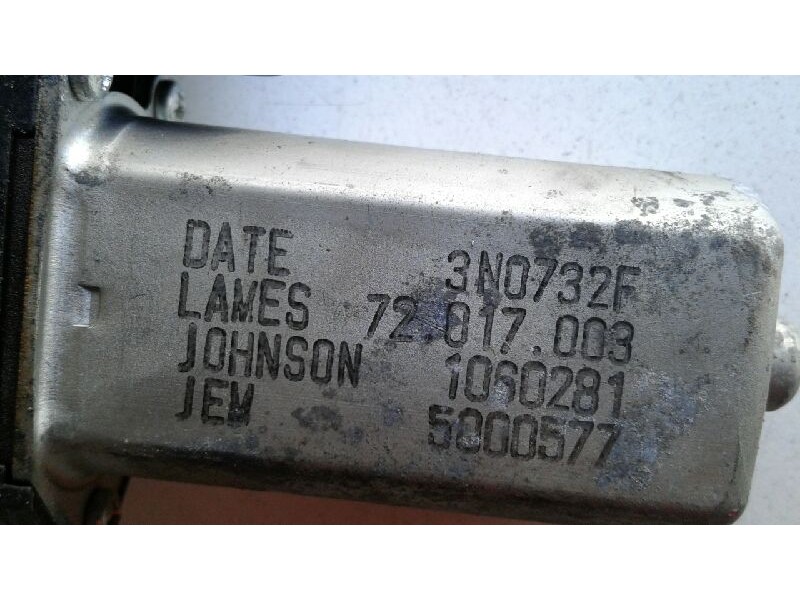 DATE 3N0732F
LAMES 72.017.003
JOHNSON 1060281
JEM 5000577